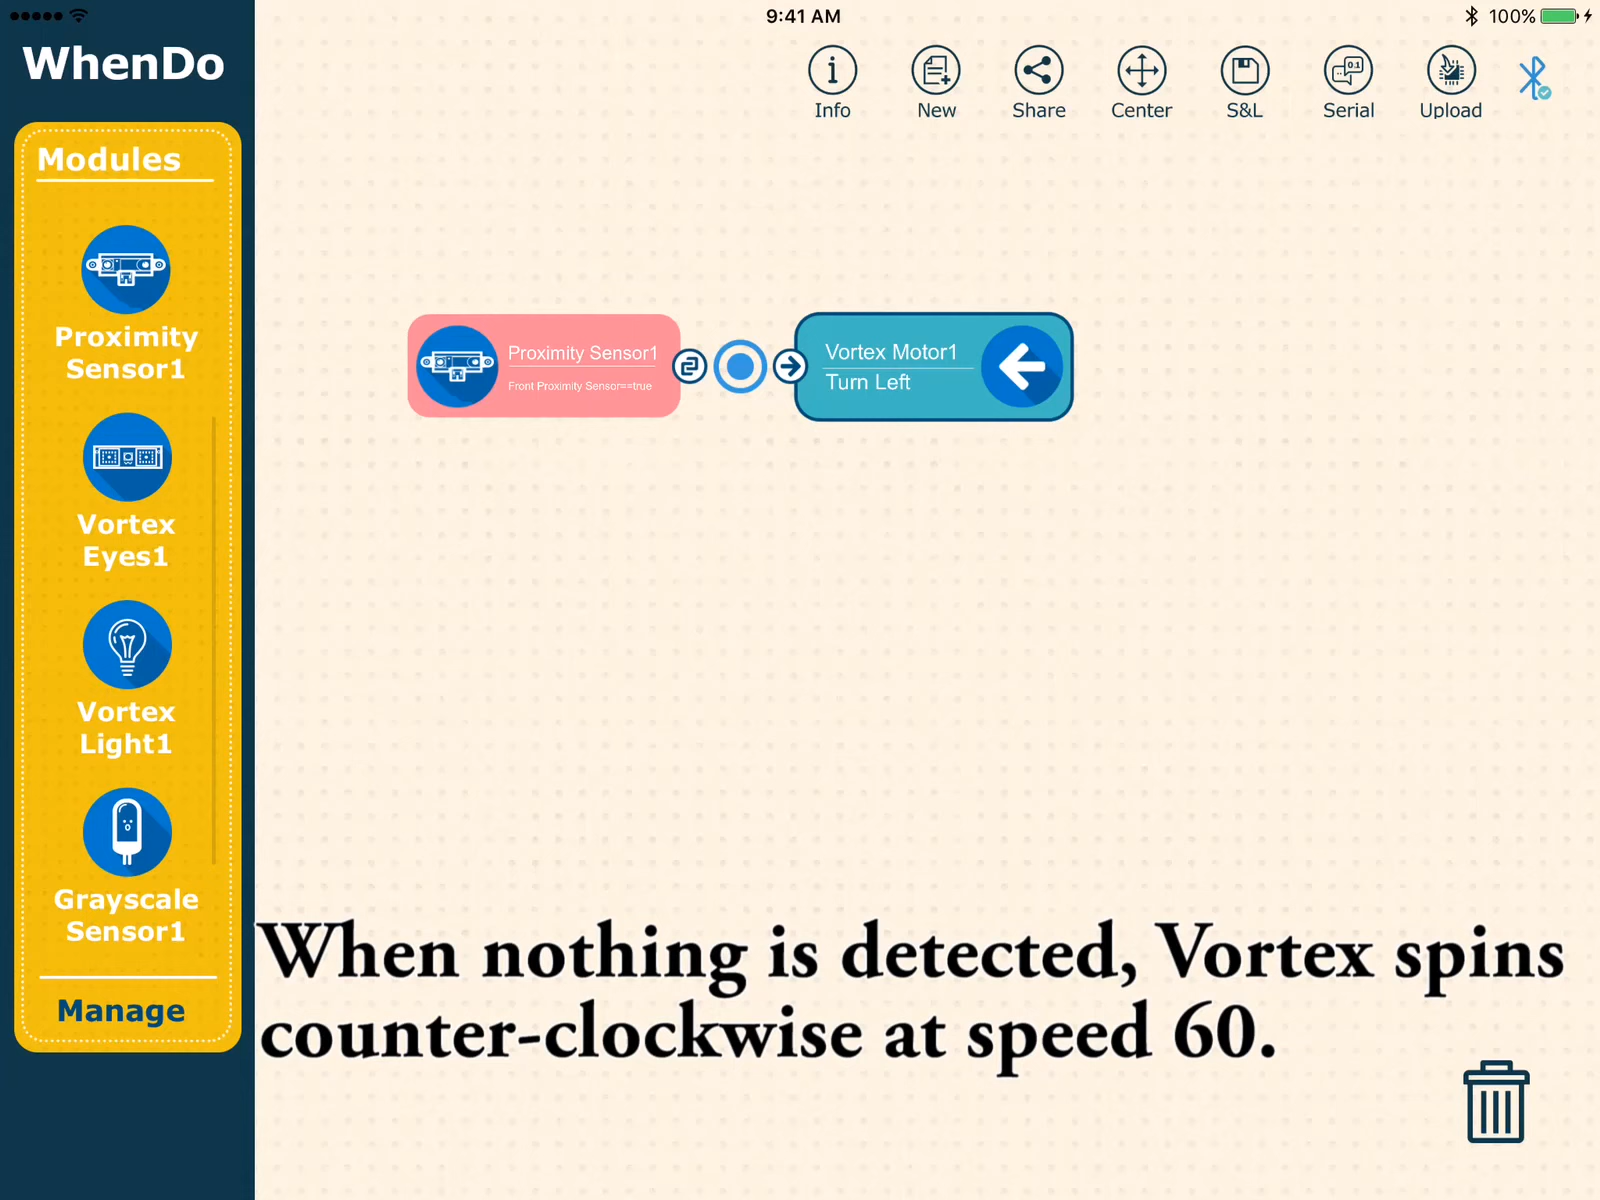 9:41 AM
100%
WhenDo
Info
New
Share
Center
S&L
Serial
Upload
Modules
Proximity
Sensor1
Vortex
Eyes1
Vortex
Light1
Grayscale
Sensor1
Manage
Proximity Sensor1
Front Proximity Sensor==true
Vortex Motor1
Turn Left
When nothing is detected, Vortex spins
counter-clockwise at speed 60.